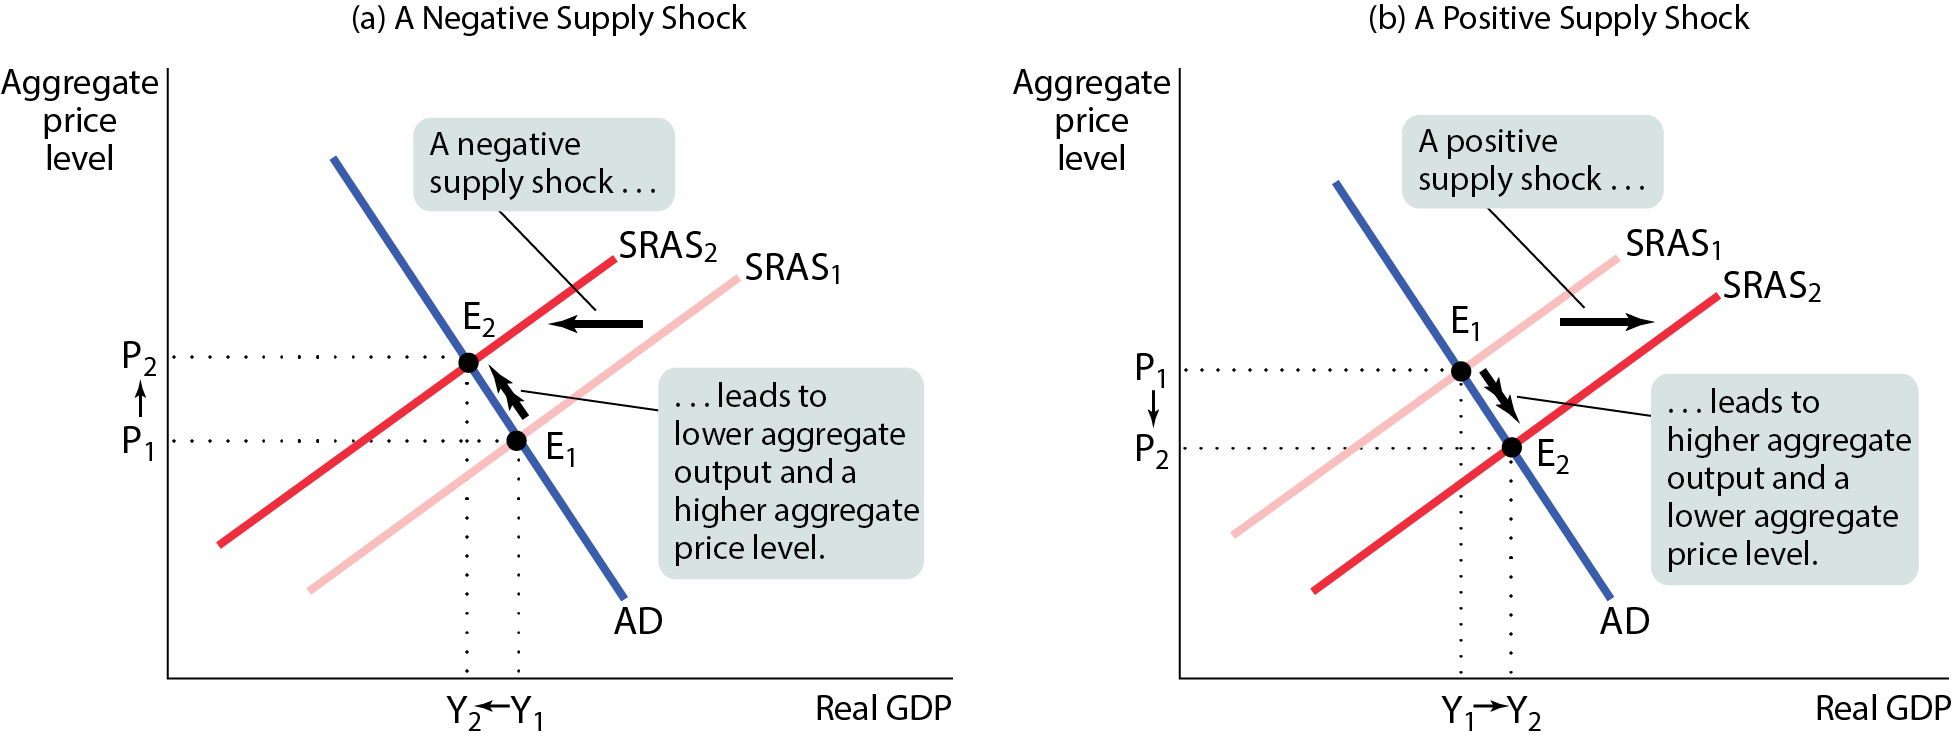 (a) A Negative Supply Shock
Aggregate
price
level
A negative
supply shock . . .
SRAS2
SRAS1
E2
P2
P1
E1
. . . leads to
lower aggregate
output and a
higher aggregate
price level.
AD
Y2
Y1
Real GDP
(b) A Positive Supply Shock
Aggregate
price
level
A positive
supply shock . . .
SRAS1
SRAS2
E1
P1
P2
E2
. . . leads to
higher aggregate
output and a
lower aggregate
price level.
AD
Y1
Y2
Real GDP